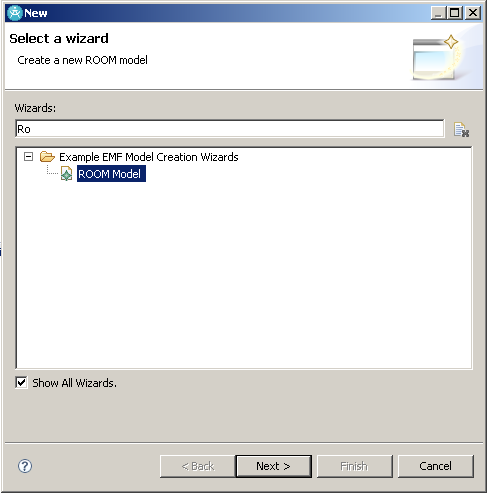 New
Select a wizard
Create a new ROOM model
Wizards:
Ro
Example EMF Model Creation Wizards
ROOM Model
Show All Wizards.
?
< Back
Next >
Finish
Cancel